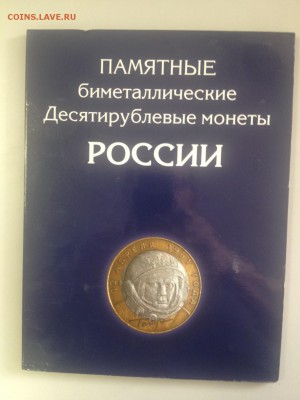 COINS.LAVE.RU
ПАМЯТНЫЕ
биметаллические
Десятирублевые монеты
РОССИИ